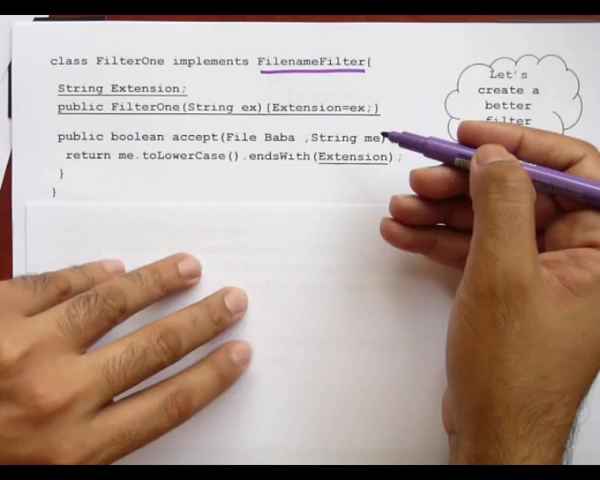 class FilterOne implements FilenameFilter{
String Extension;
public FilterOne(String ex){Extension=ex;}
public boolean accept(File Baba ,String me)
return me.toLowerCase().endsWith(Extension);
}
}
Let's
create a
better
filter